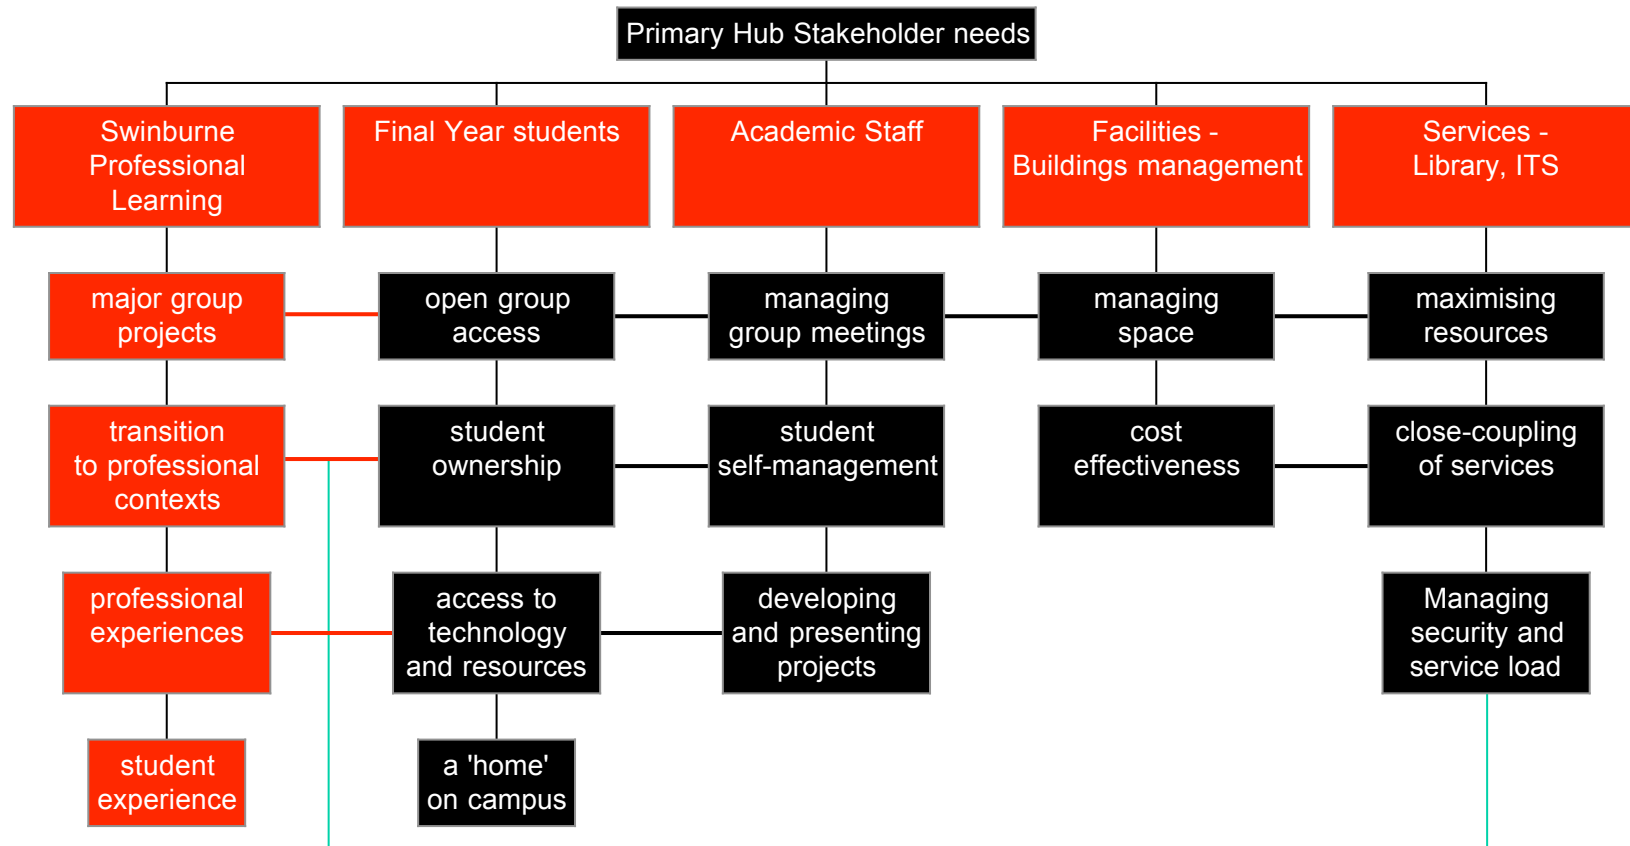 Primary Hub Stakeholder needs
Swinburne
Professional
Learning
Final Year students
Academic Staff
Facilities -
Buildings management
Services -
Library, ITS
major group
projects
open group
access
managing
group meetings
managing
space
maximising
resources
transition
to professional
contexts
student
ownership
student
self-management
cost
effectiveness
close-coupling
of services
professional
experiences
access to
technology
and resources
developing
and presenting
projects
Managing
security and
service load
student
experience
a 'home'
on campus